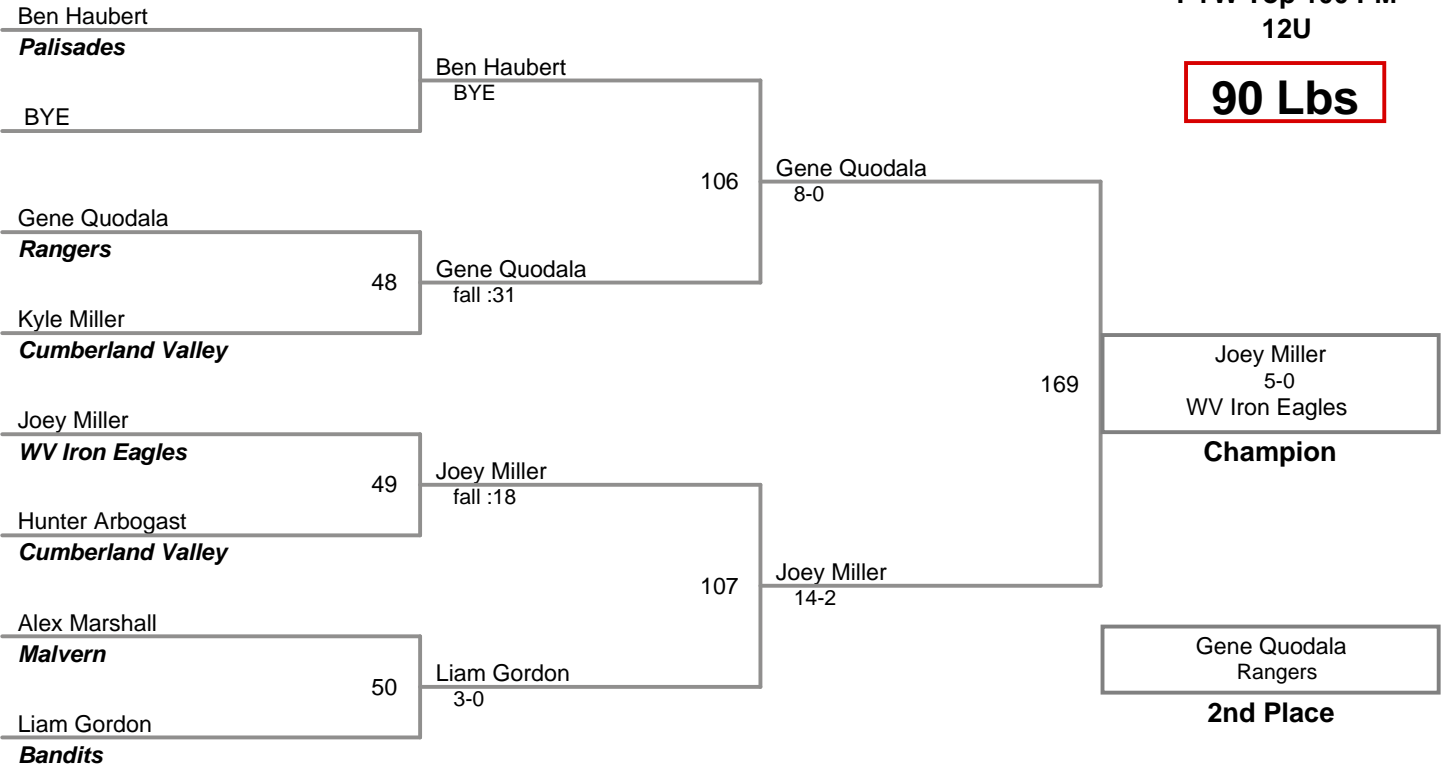 12U
90 Lbs
Ben Haubert
Palisades
BYE
Ben Haubert
BYE
Gene Quodala
Rangers
48
Kyle Miller
Cumberland Valley
Gene Quodala
fall :31
106
Gene Quodala
8-0
Joey Miller
WV Iron Eagles
49
Hunter Arbogast
Cumberland Valley
Joey Miller
fall :18
Alex Marshall
Malvern
50
Liam Gordon
Bandits
Liam Gordon
3-0
107
Joey Miller
14-2
169
Joey Miller
5-0
WV Iron Eagles
Champion
Gene Quodala
Rangers
2nd Place